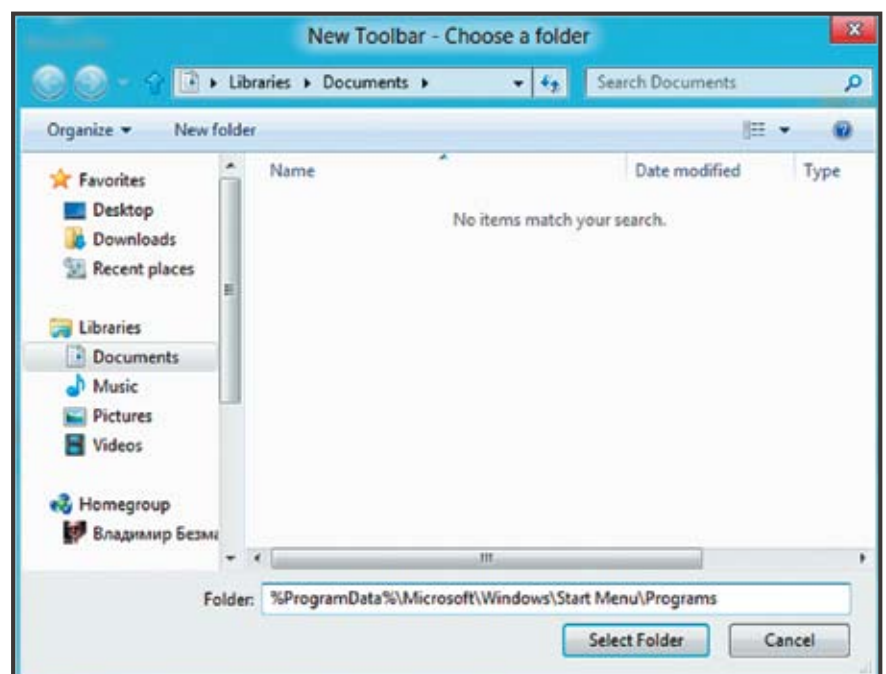 New Toolbar - Choose a folder
Libraries Documents
Search Documents
Organize New folder
Name Date modified Type
No items match your search.
Favorites
Desktop
Downloads
Recent places
Libraries
Documents
Music
Pictures
Videos
Homegroup
Владимир Безма
Folder: %ProgramData%\Microsoft\Windows\Start Menu\Programs
Select Folder Cancel